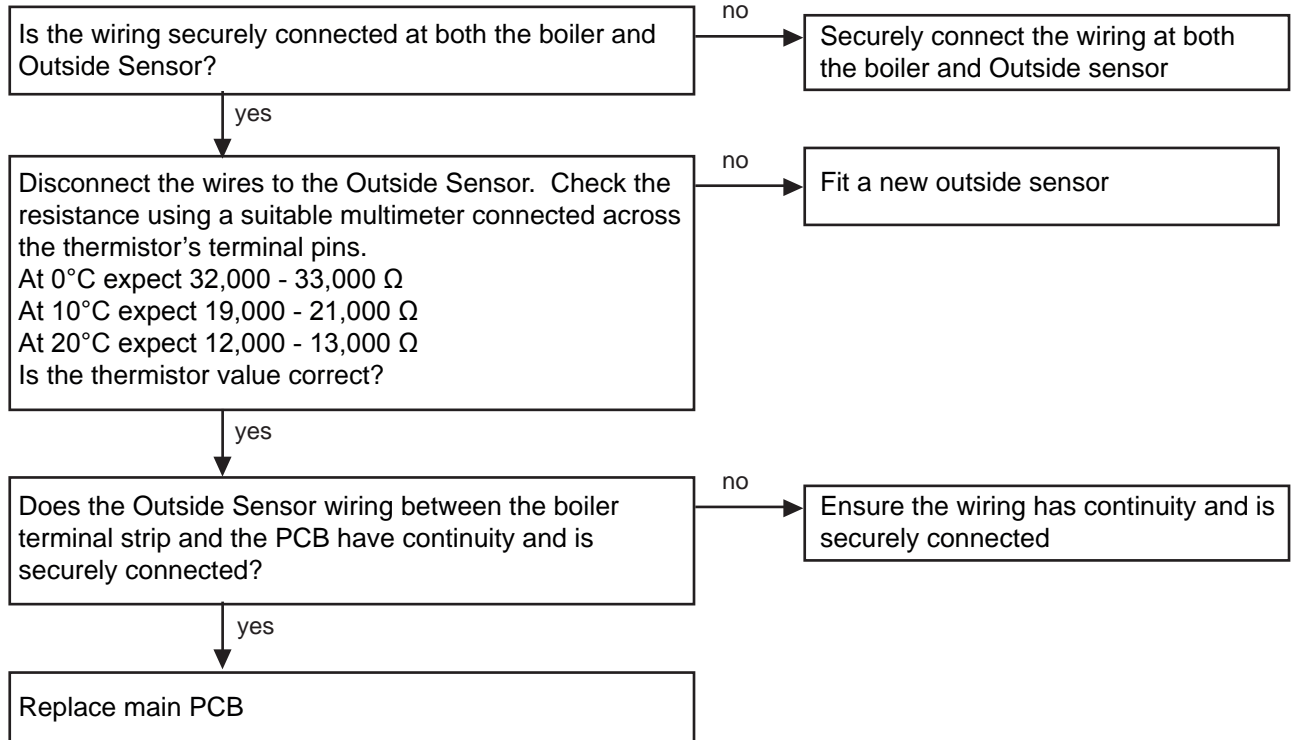 Is the wiring securely connected at both the boiler and
Outside Sensor?
no
Securely connect the wiring at both
the boiler and Outside sensor
yes
Disconnect the wires to the Outside Sensor.  Check the
resistance using a suitable multimeter connected across
the thermistor’s terminal pins.
At 0°C expect 32,000 - 33,000 Ω
At 10°C expect 19,000 - 21,000 Ω
At 20°C expect 12,000 - 13,000 Ω
Is the thermistor value correct?
no
Fit a new outside sensor
yes
Does the Outside Sensor wiring between the boiler
terminal strip and the PCB have continuity and is
securely connected?
no
Ensure the wiring has continuity and is
securely connected
yes
Replace main PCB